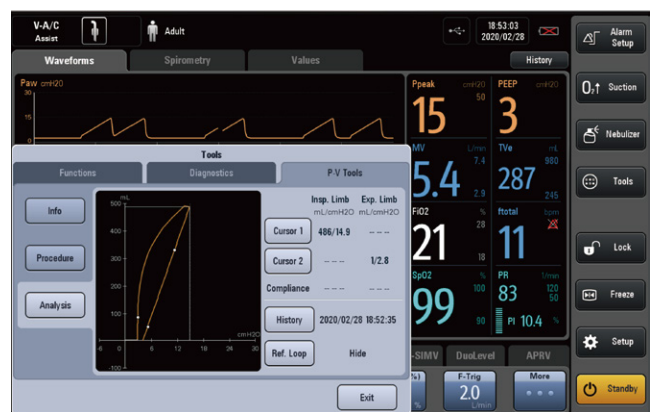 V-A/C
Assist
Adult
18:53:03
2020/02/28
Alarm
Setup
Waveforms
Spirometry
Values
History
Paw cmH2O
30
15
0
Ppeak cmH2O
50
15
PEEP cmH2O
3
O₂↑ Suction
MV L/min
7.4
5.4
2.9
TVe mL
980
287
245
Nebulizer
Tools
Functions
Diagnostics
P-V Tools
Tools
Info
Procedure
Analysis
mL
500
400
300
200
100
-100
-6 0 6 12 18 24 30
cmH2O
Insp. Limb Exp. Limb
mL/cmH2O mL/cmH2O
Cursor 1 486/14.9 ---
Cursor 2 --- 1/2.8
Compliance --- ---
History 2020/02/28 18:52:35
Ref. Loop Hide
Exit
FiO2 %
28
21
18
ftotal bpm
11
Lock
SpO2 %
100
99
90
PR 1/min
120
83
50
PI 10.4 %
Freeze
-SIMV
DuoLevel
APRV
Setup
%)
%
F-Trig
2.0
L/min
More
Standby